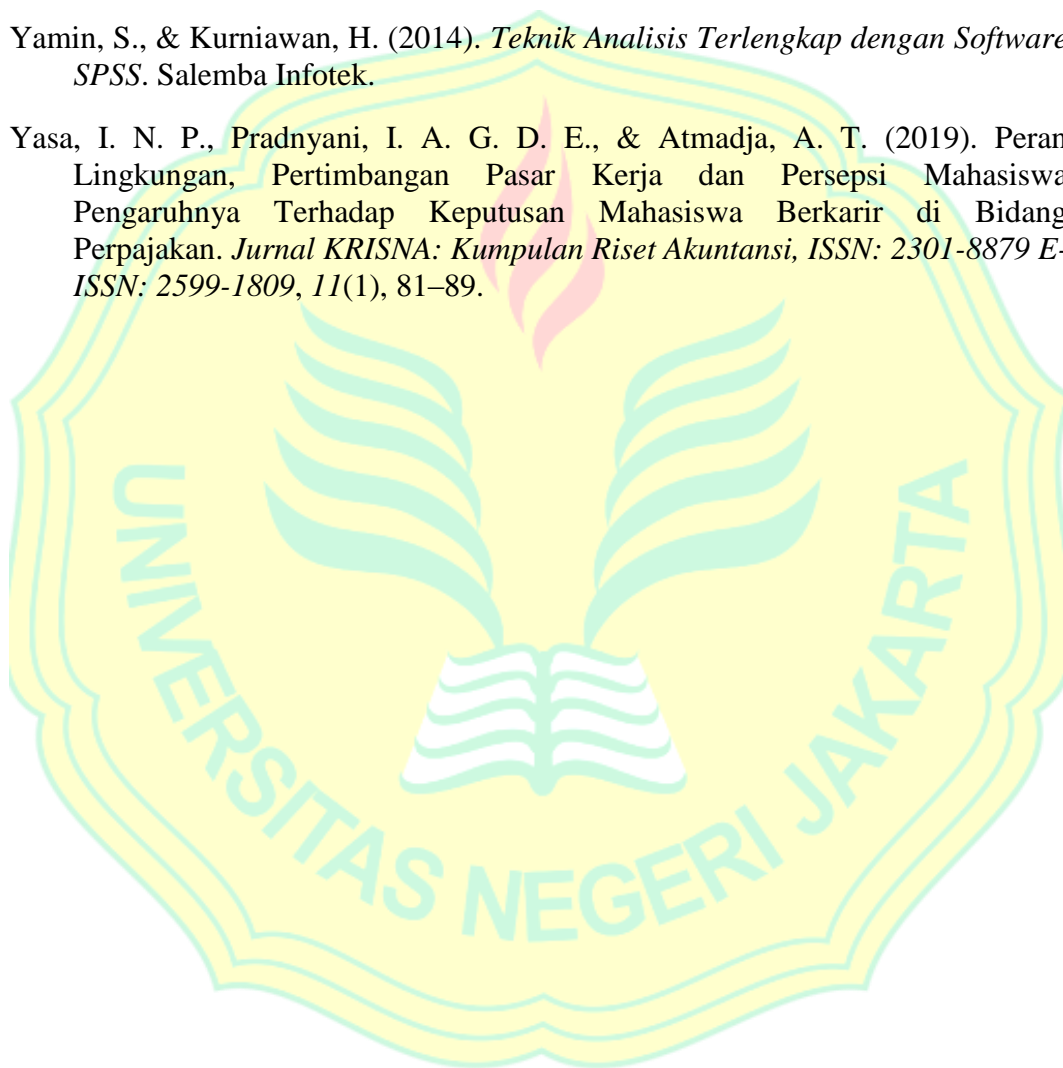 Yamin, S., & Kurniawan, H. (2014). Teknik Analisis Terlengkap dengan Software
SPSS. Salemba Infotek.
Yasa, I. N. P., Pradnyani, I. A. G. D. E., & Atmadja, A. T. (2019). Peran
Lingkungan, Pertimbangan Pasar Kerja dan Persepsi Mahasiswa
Pengaruhnya Terhadap Keputusan Mahasiswa Berkarir di Bidang
Perpajakan. Jurnal KRISNA: Kumpulan Riset Akuntansi, ISSN: 2301-8879 E-
ISSN: 2599-1809, 11(1), 81–89.
UNIVERSITAS NEGERI JAKARTA